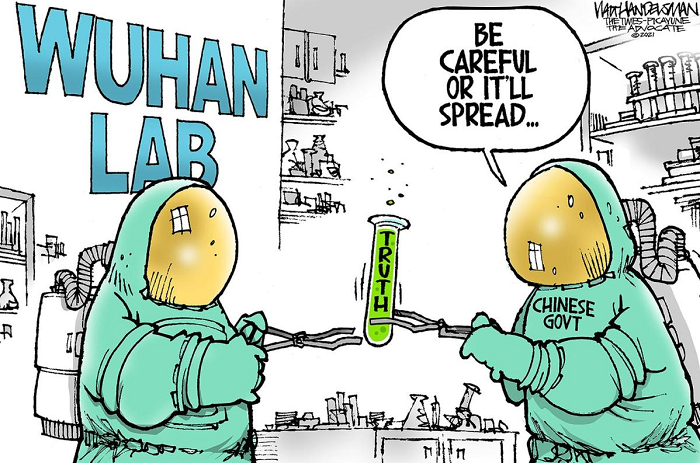 WUHAN
LAB
BE
CAREFUL
OR IT'LL
SPREAD...
WALT HANDELSMAN
THE TIMES-PICAYUNE
THE ADVOCATE
©2021
TRUTH
CHINESE
GOVT